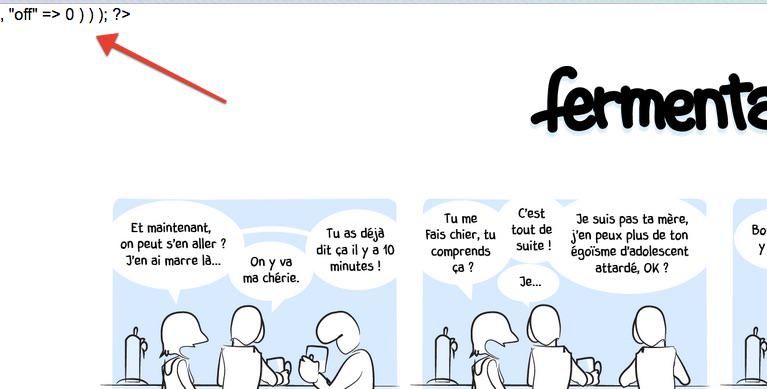 , "off" => 0 ) ) ); ?>
Et maintenant,
on peut s'en aller ?
J'en ai marre là...
On y va
ma chérie.
Tu as déjà
dit ça il y a 10
minutes !
Tu me
Fais chier, tu
comprends
ça ?
C'est
tout de
suite !
Je...
Je suis pas ta mère,
j'en peux plus de ton
égoïsme d'adolescent
attardé, OK ?